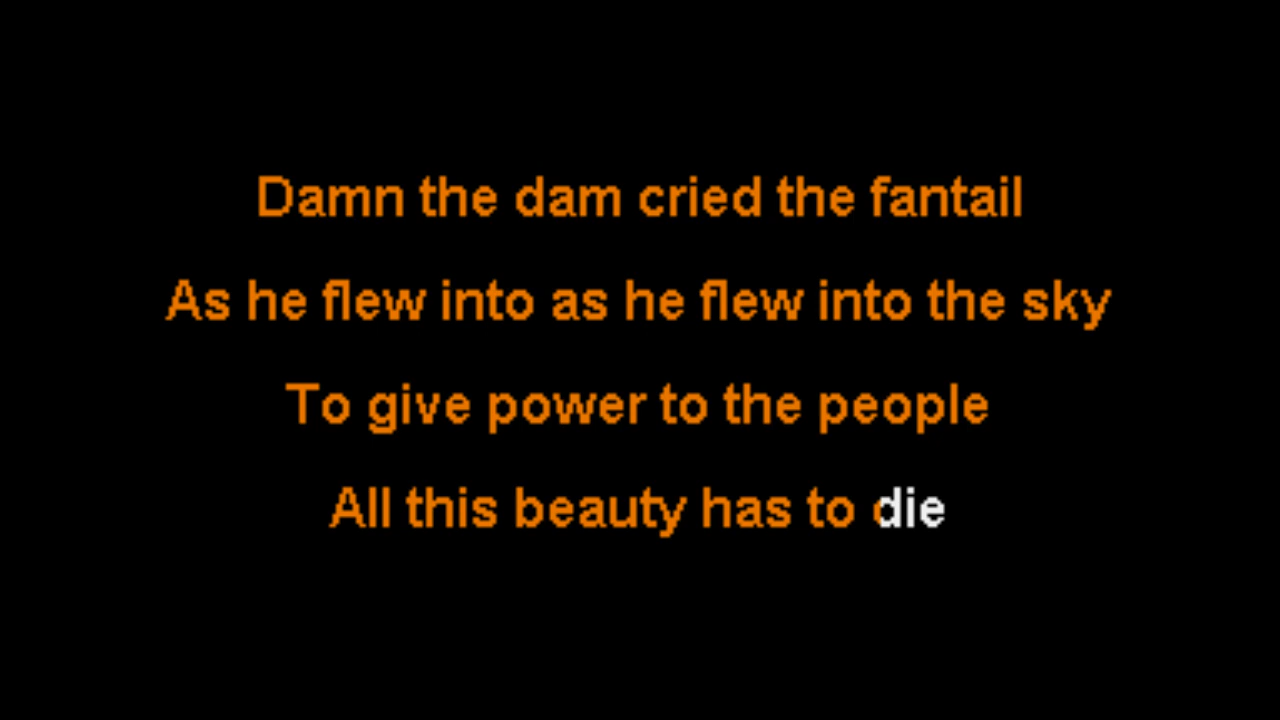 Damn the dam cried the fantail
As he flew into as he flew into the sky
To give power to the people
All this beauty has to die